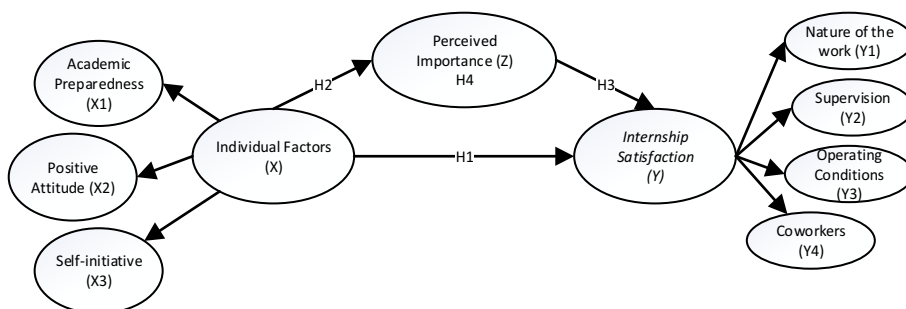 Academic
Preparedness
(X1)
Positive
Attitude (X2)
Self-initiative
(X3)
Individual Factors
(X)
H2
Perceived
Importance (Z)
H4
H3
H1
Internship
Satisfaction
(Y)
Nature of the
work (Y1)
Supervision
(Y2)
Operating
Conditions
(Y3)
Coworkers
(Y4)